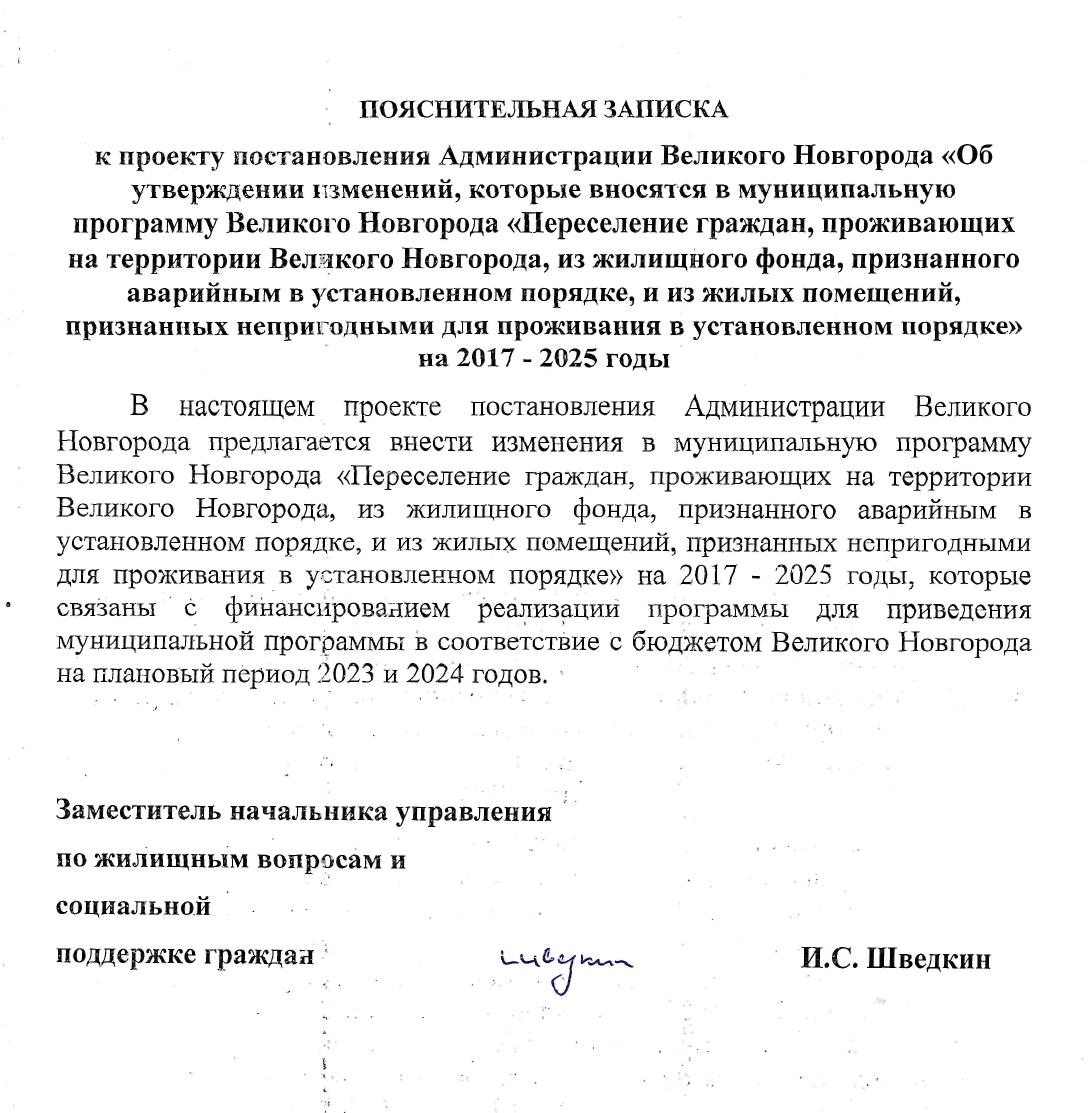 ПОЯСНИТЕЛЬНАЯ ЗАПИСКА
к проекту постановления Администрации Великого Новгорода «Об
утверждении изменений, которые вносятся в муниципальную
программу Великого Новгорода «Переселение граждан, проживающих
на территории Великого Новгорода, из жилищного фонда, признанного
аварийным в установленном порядке, и из жилых помещений,
признанных непригодными для проживания в установленном порядке»
на 2017 - 2025 годы
В настоящем проекте постановления Администрации Великого
Новгорода предлагается внести изменения в муниципальную программу
Великого Новгорода «Переселение граждан, проживающих на территории
Великого Новгорода, из жилищного фонда, признанного аварийным в
установленном порядке, и из жилых помещений, признанных непригодными
для проживания в установленном порядке» на 2017 - 2025 годы, которые
связаны с финансированием реализации программы для приведения
муниципальной программы в соответствие с бюджетом Великого Новгорода
на плановый период 2023 и 2024 годов.
Заместитель начальника управления
по жилищным вопросам и
социальной
поддержке граждан
И.С. Шведкин